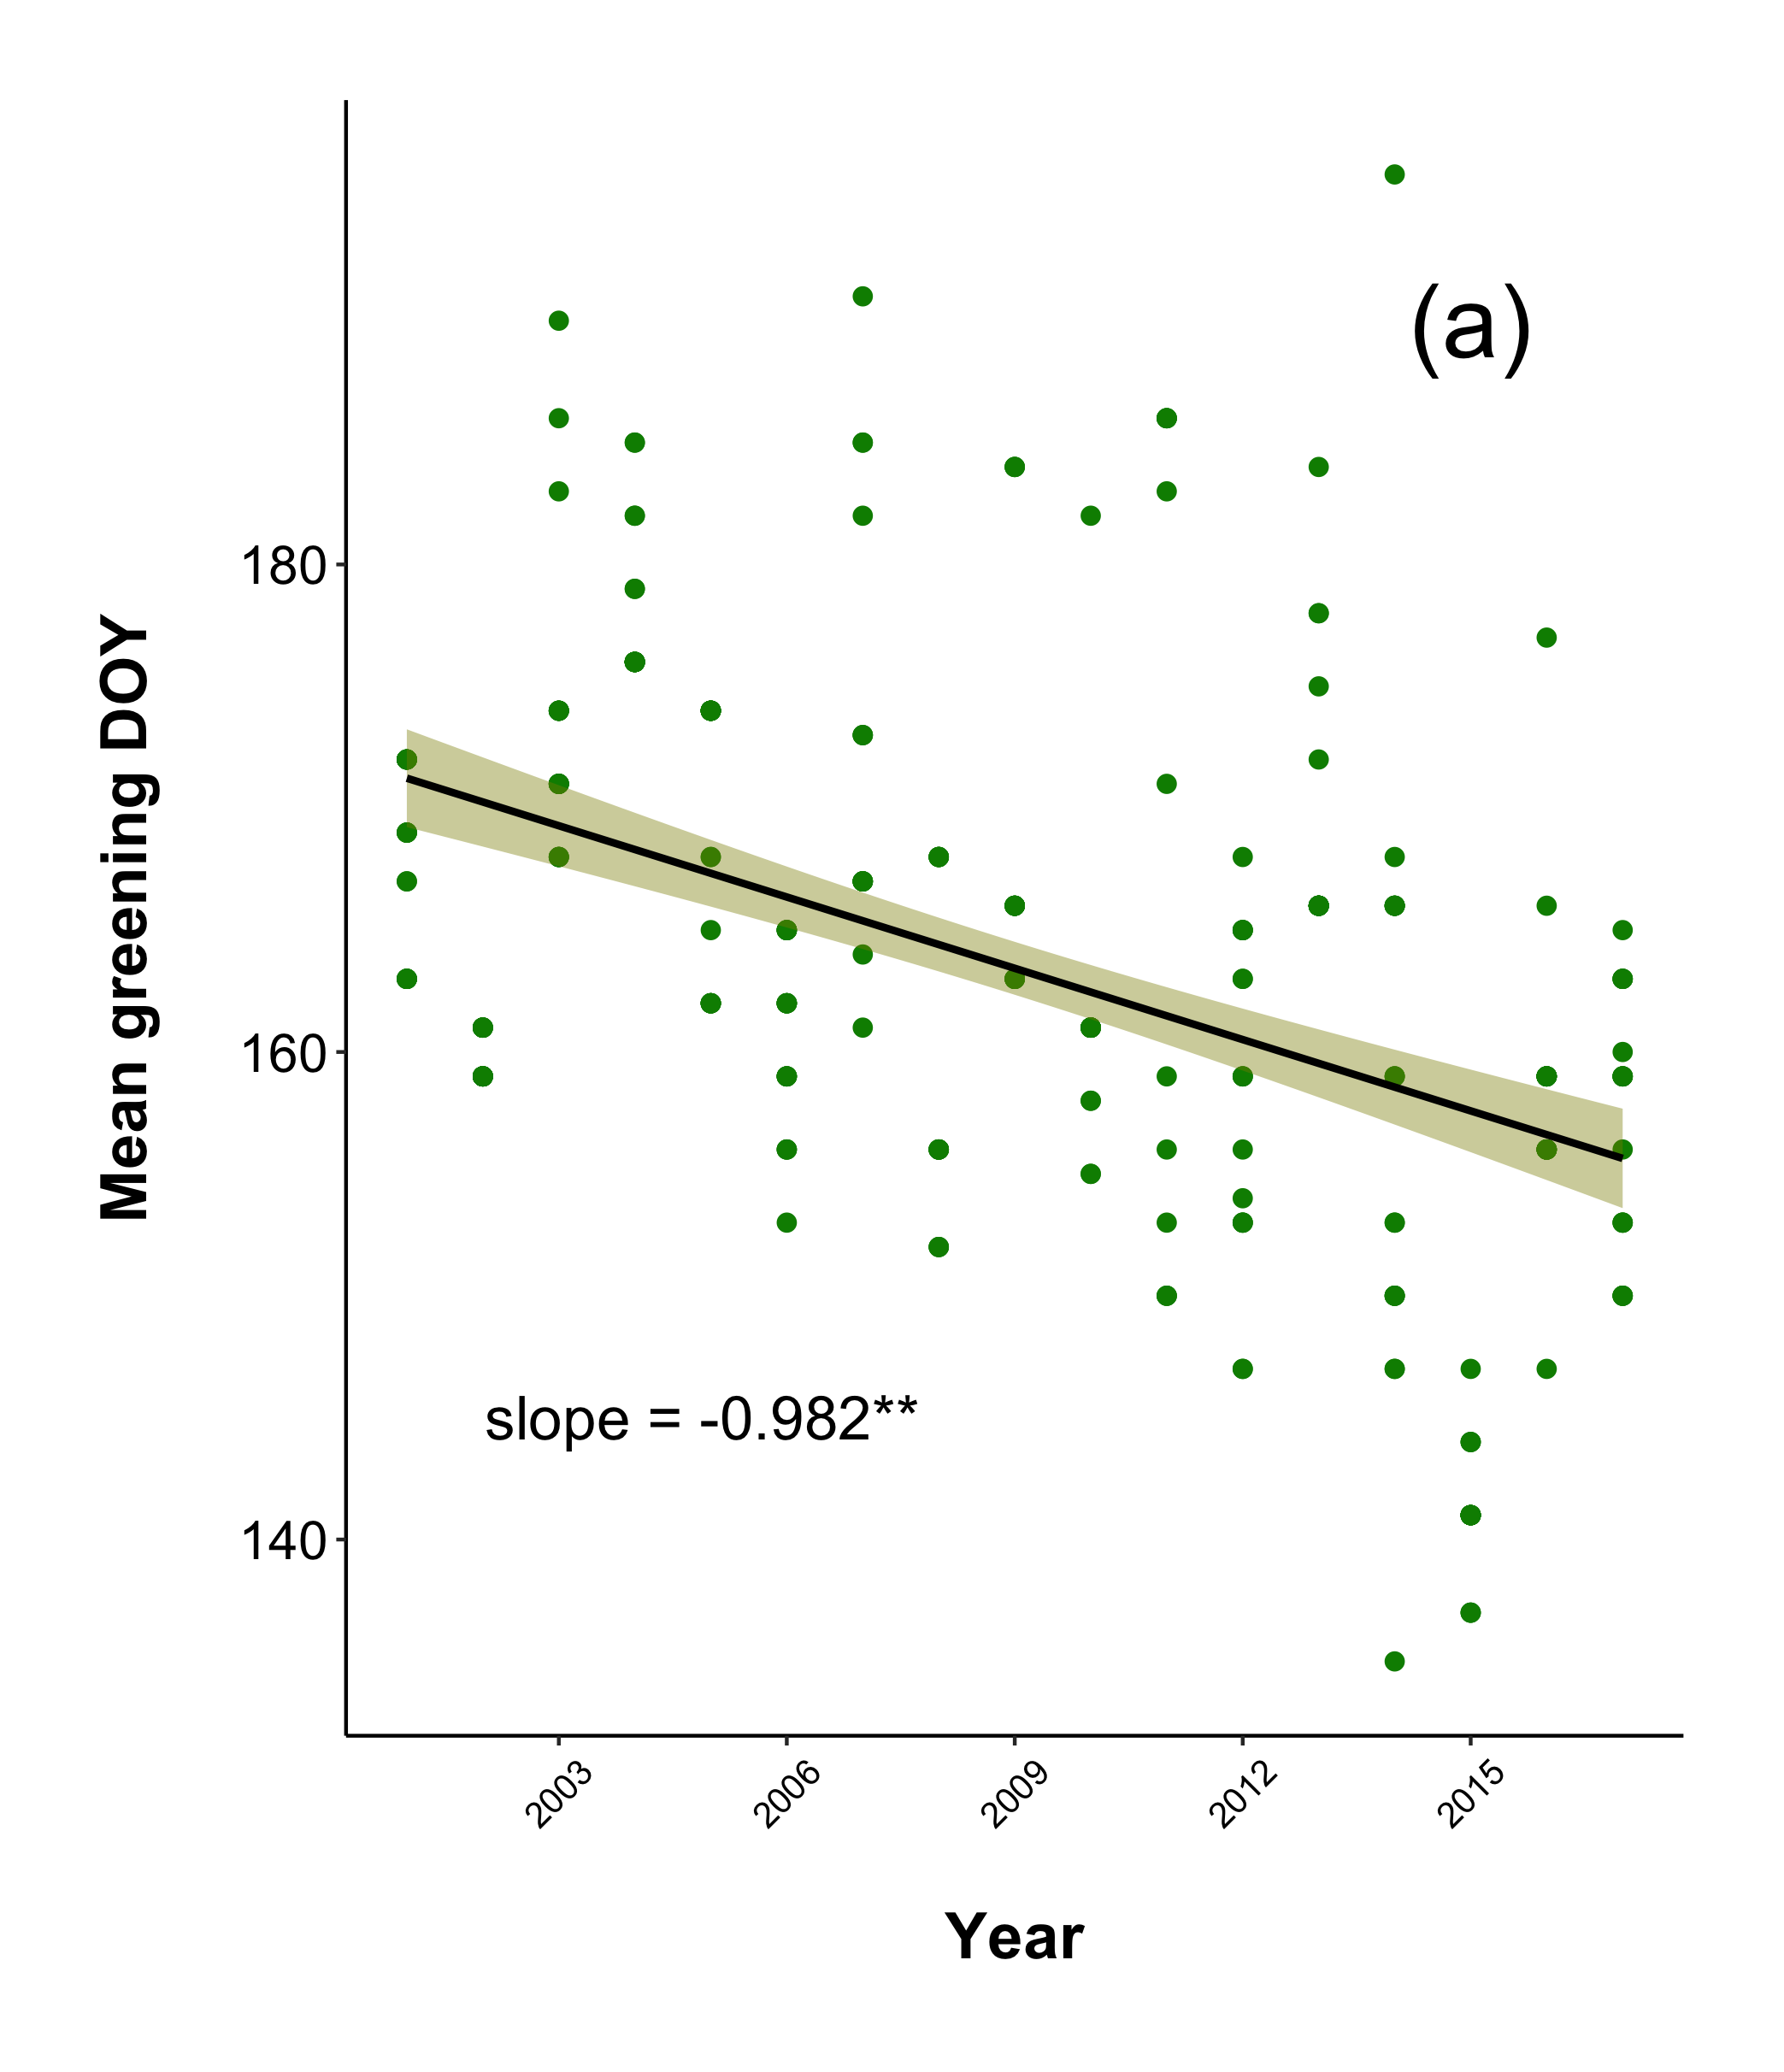 (a)
180
160
140
Mean greening DOY
slope = -0.982**
2003
2006
2009
2012
2015
Year